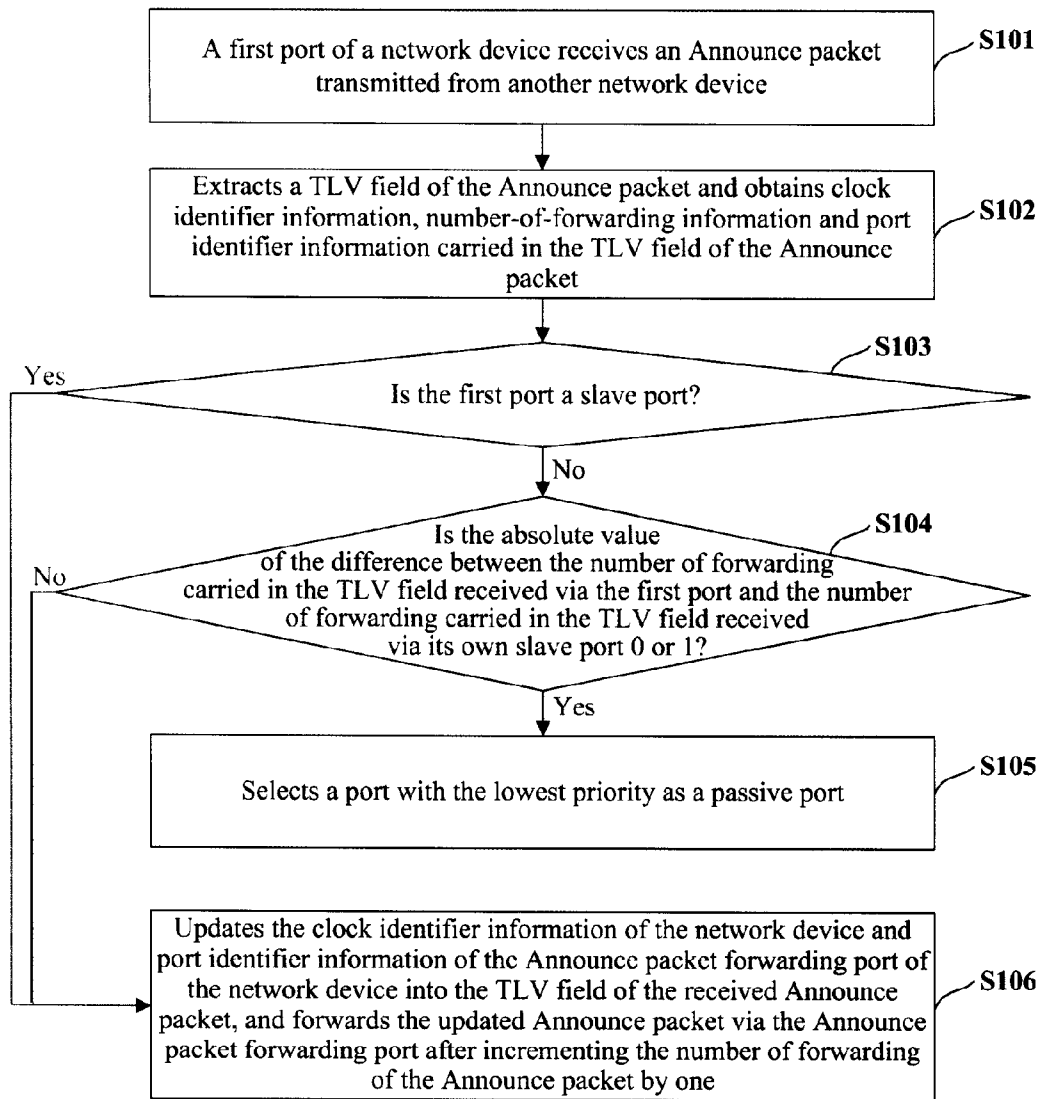 A first port of a network device receives an Announce packet
transmitted from another network device
S101
Extracts a TLV field of the Announce packet and obtains clock
identifier information, number-of-forwarding information and port
identifier information carried in the TLV field of the Announce
packet
S102
S103
Yes
Is the first port a slave port?
No
S104
Is the absolute value
of the difference between the number of forwarding
carried in the TLV field received via the first port and the number
of forwarding carried in the TLV field received
via its own slave port 0 or 1?
No
Yes
S105
Selects a port with the lowest priority as a passive port
Updates the clock identifier information of the network device and
port identifier information of the Announce packet forwarding port of
the network device into the TLV field of the received Announce
packet, and forwards the updated Announce packet via the Announce
packet forwarding port after incrementing the number of forwarding
of the Announce packet by one
S106